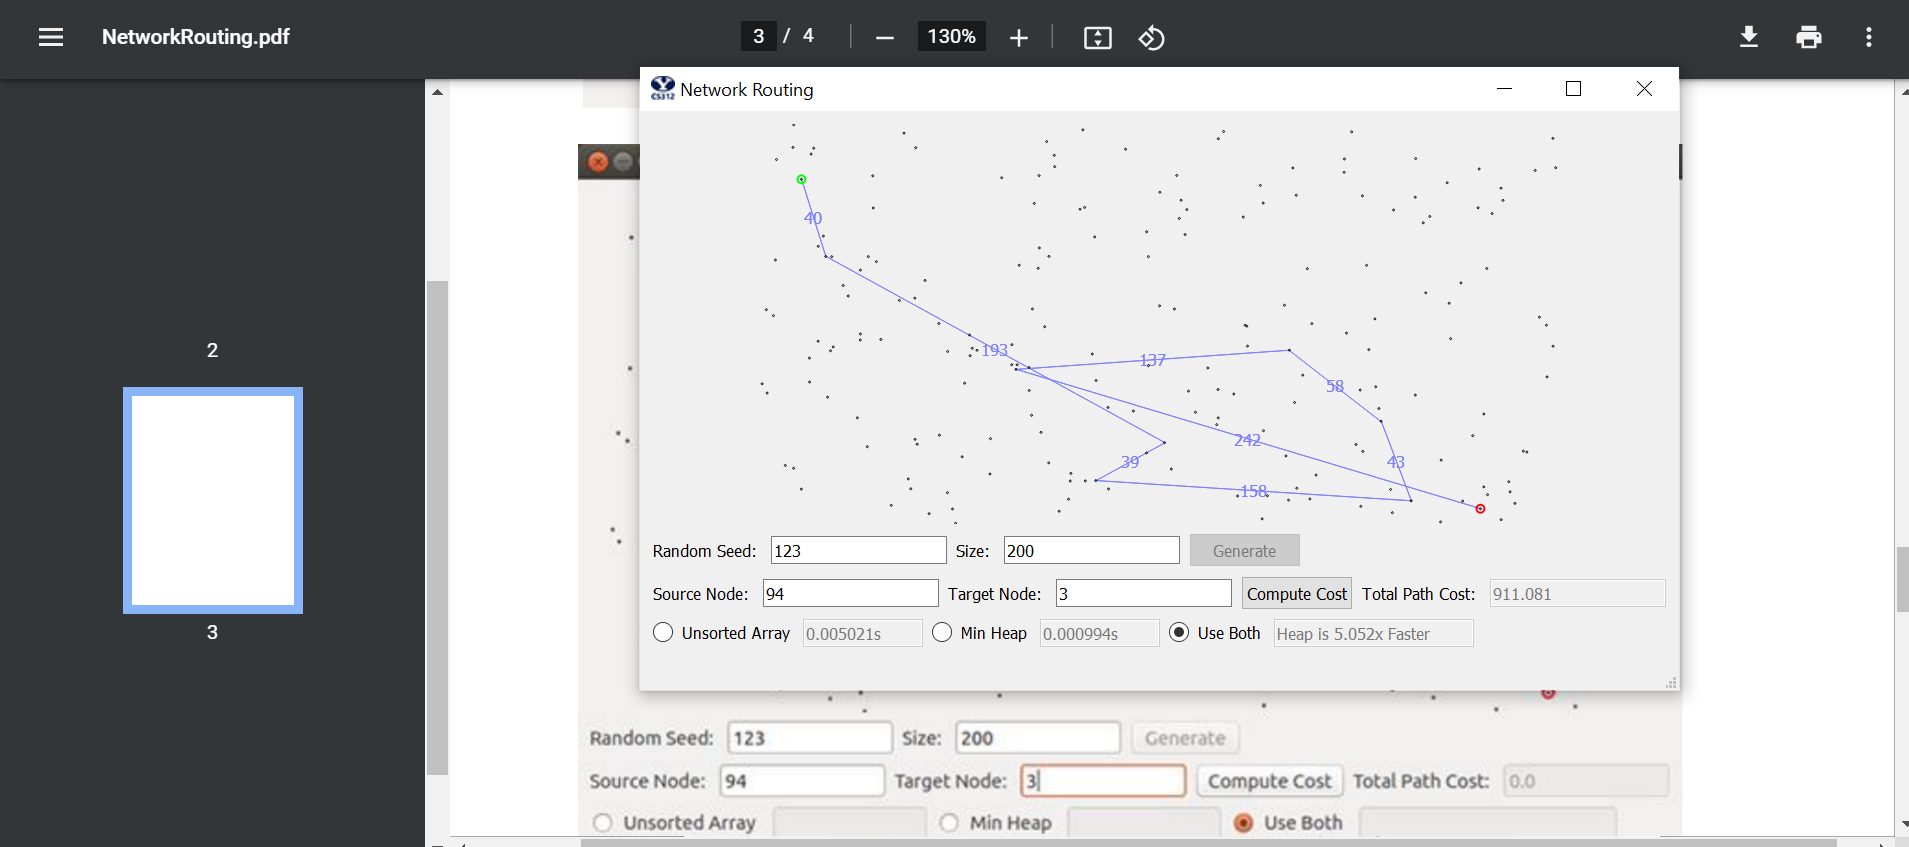 NetworkRouting.pdf
3 / 4
130%
CS312 Network Routing
40
193
137
58
242
43
39
158
Random Seed: 123 Size: 200 Generate
Source Node: 94 Target Node: 3 Compute Cost Total Path Cost: 911.081
Unsorted Array 0.005021s Min Heap 0.000994s Use Both Heap is 5.052x Faster
2
3
Random Seed: 123 Size: 200 Generate
Source Node: 94 Target Node: 3 Compute Cost Total Path Cost: 0.0
Unsorted Array Min Heap Use Both